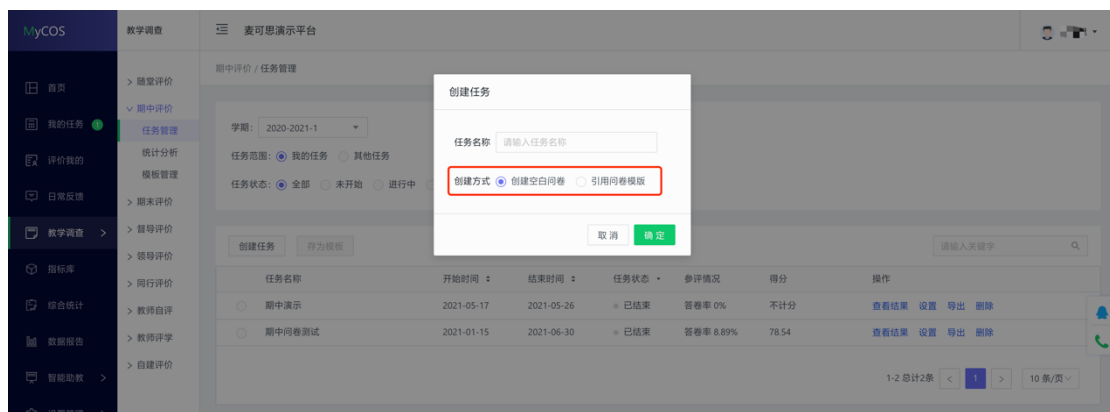 MyCOS
教学调查
麦可思演示平台
期中评价 / 任务管理
首页
我的任务 1
评价我的
日常反馈
教学调查 >
指标库
综合统计
数据报告
智能助教 >
> 随堂评价
∨ 期中评价
任务管理
统计分析
模板管理
> 期末评价
> 督导评价
> 领导评价
> 同行评价
> 教师自评
> 教师评学
> 自建评价
学期: 2020-2021-1
任务范围: 我的任务 其他任务
任务状态: 全部 未开始 进行中
创建任务
任务名称 请输入任务名称
创建方式 创建空白问卷 引用问卷模版
取消 确定
创建任务 存为模板 请输入关键字
任务名称 开始时间 结束时间 任务状态 参评情况 得分 操作
期中演示 2021-05-17 2021-05-26 已结束 答卷率 0% 不计分 查看结果 设置 导出 删除
期中问卷测试 2021-01-15 2021-06-30 已结束 答卷率 8.89% 78.54 查看结果 设置 导出 删除
1-2 总计2条 < 1 > 10 条/页